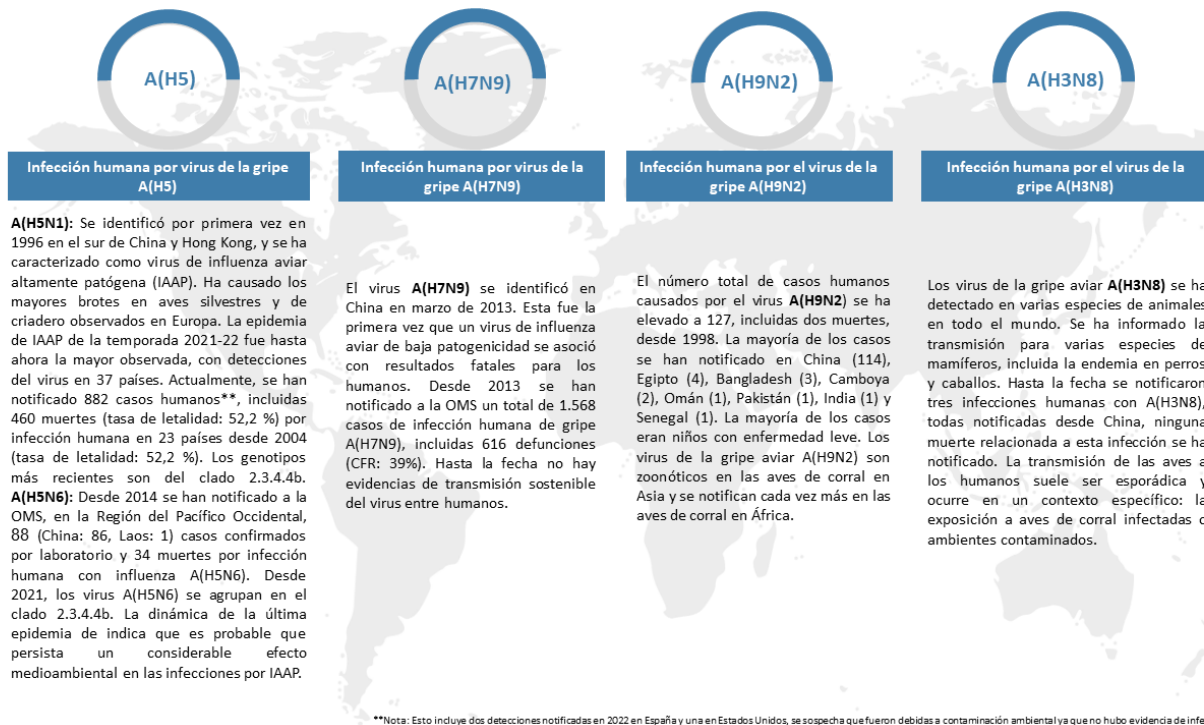 A(H5)
Infección humana por virus de la gripe
A(H5)
A(H5N1): Se identificó por primera vez en
1996 en el sur de China y Hong Kong, y se ha
caracterizado como virus de influenza aviar
altamente patógena (IAAP). Ha causado los
mayores brotes en aves silvestres y de
criadero observados en Europa. La epidemia
de IAAP de la temporada 2021-22 fue hasta
ahora la mayor observada, con detecciones
del virus en 37 países. Actualmente, se han
notificado 882 casos humanos**, incluidas
460 muertes (tasa de letalidad: 52,2 %) por
infección humana en 23 países desde 2004
(tasa de letalidad: 52,2 %). Los genotipos
más recientes son del clado 2.3.4.4b.
A(H5N6): Desde 2014 se han notificado a la
OMS, en la Región del Pacífico Occidental,
88 (China: 86, Laos: 1) casos confirmados
por laboratorio y 34 muertes por infección
humana con influenza A(H5N6). Desde
2021, los virus A(H5N6) se agrupan en el
clado 2.3.4.4b. La dinámica de la última
epidemia de indica que es probable que
persista un considerable efecto
medioambiental en las infecciones por IAAP.
A(H7N9)
Infección humana por virus de la
gripe A(H7N9)
El virus A(H7N9) se identificó en
China en marzo de 2013. Esta fue la
primera vez que un virus de influenza
aviar de baja patogenicidad se asoció
con resultados fatales para los
humanos. Desde 2013 se han
notificado a la OMS un total de 1.568
casos de infección humana de gripe
A(H7N9), incluidas 616 defunciones
(CFR: 39%). Hasta la fecha no hay
evidencias de transmisión sostenible
del virus entre humanos.
A(H9N2)
Infección humana por el virus de la
gripe A(H9N2)
El número total de casos humanos
causados por el virus A(H9N2) se ha
elevado a 127, incluidas dos muertes,
desde 1998. La mayoría de los casos
se han notificado en China (114),
Egipto (4), Bangladesh (3), Camboya
(2), Omán (1), Pakistán (1), India (1) y
Senegal (1). La mayoría de los casos
eran niños con enfermedad leve. Los
virus de la gripe aviar A(H9N2) son
zoonóticos en las aves de corral en
Asia y se notifican cada vez más en las
aves de corral en África.
A(H3N8)
Infección humana por el virus de la
gripe A(H3N8)
Los virus de la gripe aviar A(H3N8) se ha
detectado en varias especies de animales
en todo el mundo. Se ha informado la
transmisión para varias especies de
mamíferos, incluida la endemia en perros
y caballos. Hasta la fecha se notificaron
tres infecciones humanas con A(H3N8),
todas notificadas desde China, ninguna
muerte relacionada a esta infección se ha
notificado. La transmisión de las aves a
los humanos suele ser esporádica y
ocurre en un contexto específico: la
exposición a aves de corral infectadas o
ambientes contaminados.
**Nota: Esto incluye dos detecciones notificadas en 2022 en España y una en Estados Unidos, se sospecha que fueron debidas a contaminación ambiental ya que no hubo evidencia de